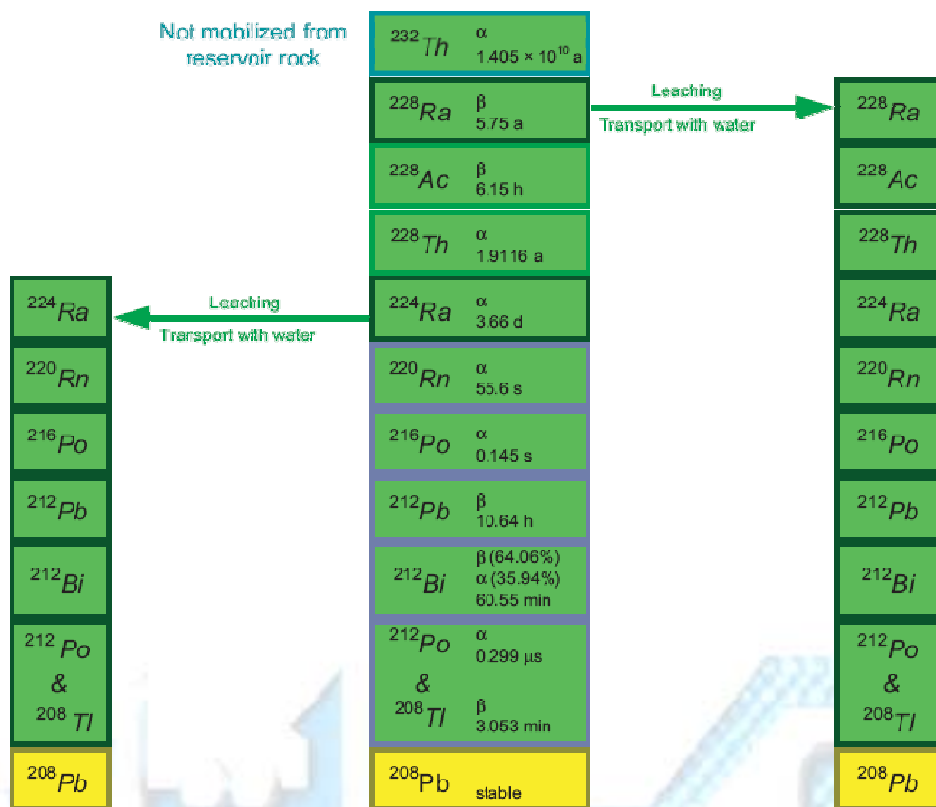 Not mobilized from
reservoir rock
²³²Th α
1.405 × 10¹⁰ a
²²⁸Ra β
5.75 a
Leaching
Transport with water
²²⁸Ra
²²⁸Ac β
6.15 h
²²⁸Ac
²²⁸Th α
1.9116 a
²²⁸Th
²²⁴Ra
Leaching
Transport with water
²²⁴Ra α
3.66 d
²²⁴Ra
²²⁰Rn
²²⁰Rn α
55.6 s
²²⁰Rn
²¹⁶Po
²¹⁶Po α
0.145 s
²¹⁶Po
²¹²Pb
²¹²Pb β
10.64 h
²¹²Pb
²¹²Bi
²¹²Bi β (64.06%)
α (35.94%)
60.55 min
²¹²Bi
²¹²Po
&
²⁰⁸Tl
²¹²Po α
0.299 µs
&
²⁰⁸Tl β
3.053 min
²¹²Po
&
²⁰⁸Tl
²⁰⁸Pb
²⁰⁸Pb stable
²⁰⁸Pb